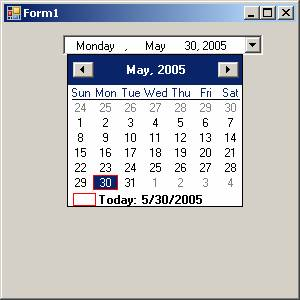 Form1
Monday , May 30, 2005
May, 2005
Sun Mon Tue Wed Thu Fri Sat
24 25 26 27 28 29 30
1 2 3 4 5 6 7
8 9 10 11 12 13 14
15 16 17 18 19 20 21
22 23 24 25 26 27 28
29 30 31 1 2 3 4
Today: 5/30/2005